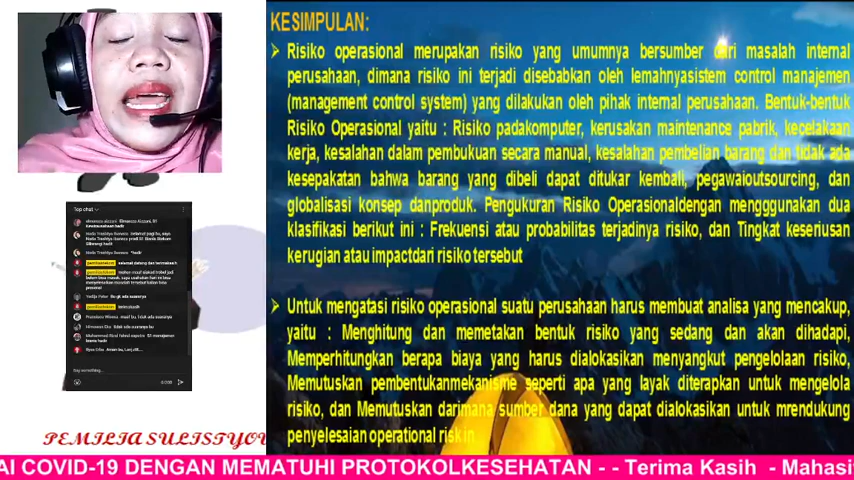 KESIMPULAN:
Risiko operasional merupakan risiko yang umumnya bersumber dari masalah internal
perusahaan, dimana risiko ini terjadi disebabkan oleh lemahnyasistem control manajemen
(management control system) yang dilakukan oleh pihak internal perusahaan. Bentuk-bentuk
Risiko Operasional yaitu : Risiko padakomputer, kerusakan maintenance pabrik, kecelakaan
kerja, kesalahan dalam pembukuan secara manual, kesalahan pembelian barang dan tidak ada
kesepakatan bahwa barang yang dibeli dapat ditukar kembali, pegawaioutsourcing, dan
globalisasi konsep danproduk. Pengukuran Risiko Operasionaldengan mengggunakan dua
klasifikasi berikut ini : Frekuensi atau probabilitas terjadinya risiko, dan Tingkat keseriusan
kerugian atau impactdari risiko tersebut
Untuk mengatasi risiko operasional suatu perusahaan harus membuat analisa yang mencakup,
yaitu : Menghitung dan memetakan bentuk risiko yang sedang dan akan dihadapi,
Memperhitungkan berapa biaya yang harus dialokasikan menyangkut pengelolaan risiko,
Memutuskan pembentukanmekanisme seperti apa yang layak diterapkan untuk mengelola
risiko, dan Memutuskan darimana sumber dana yang dapat dialokasikan untuk mrendukung
penyelesaian operational risk in
Top chat
PEMILIA SULISTYOU
AI COVID-19 DENGAN MEMATUHI PROTOKOLKESEHATAN - - Terima Kasih - Mahasi